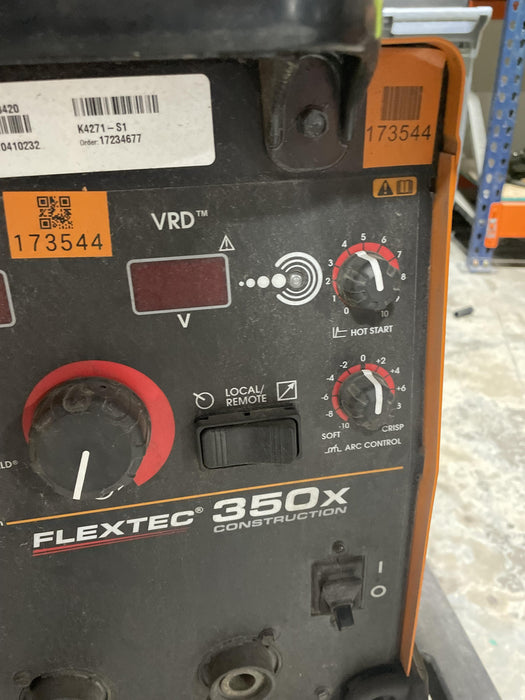 420
K4271-S1
0410232
Order: 17234677
173544
173544
VRD™
V
0 1 2 3 4 5 6 7 8 10
HOT START
LOCAL/
REMOTE
-10 -8 -6 -4 -2 0 +2 +4 +6
SOFT
CRISP
ARC CONTROL
FLEXTEC® 350X
CONSTRUCTION
I
O